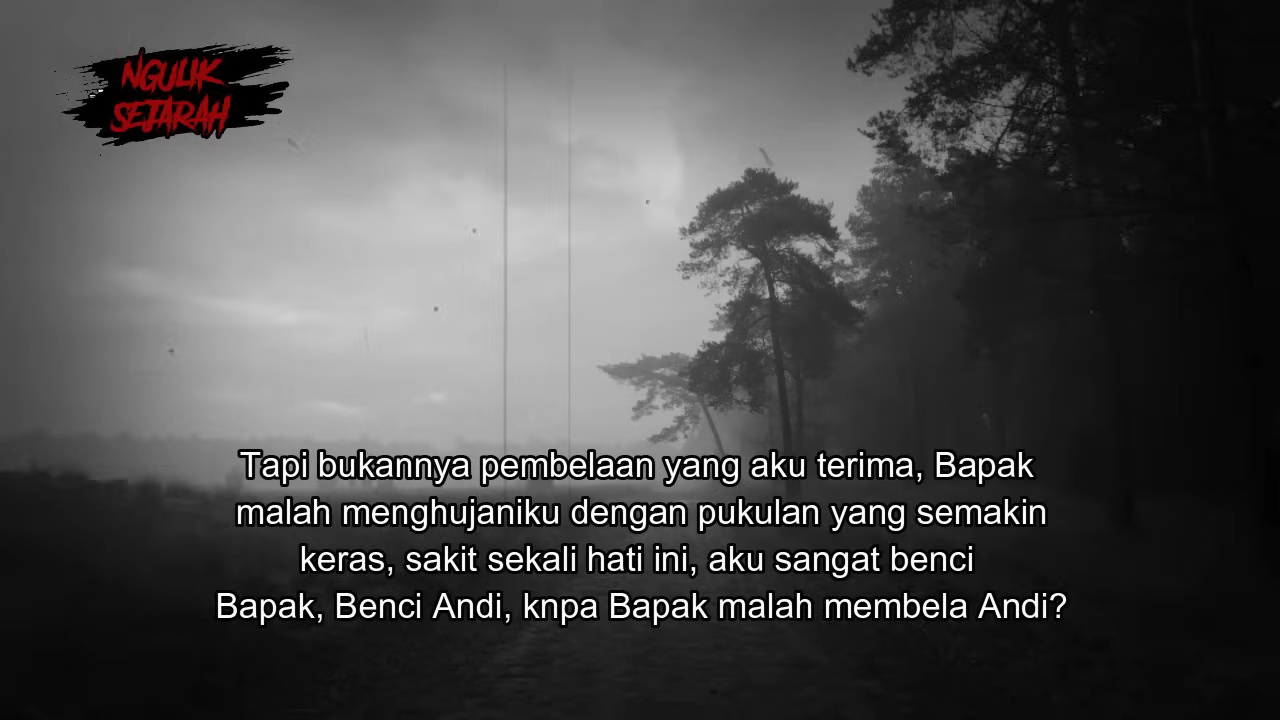 NGULIK
SEJARAH
Tapi bukannya pembelaan yang aku terima, Bapak
malah menghujaniku dengan pukulan yang semakin
keras, sakit sekali hati ini, aku sangat benci
Bapak, Benci Andi, knpa Bapak malah membela Andi?